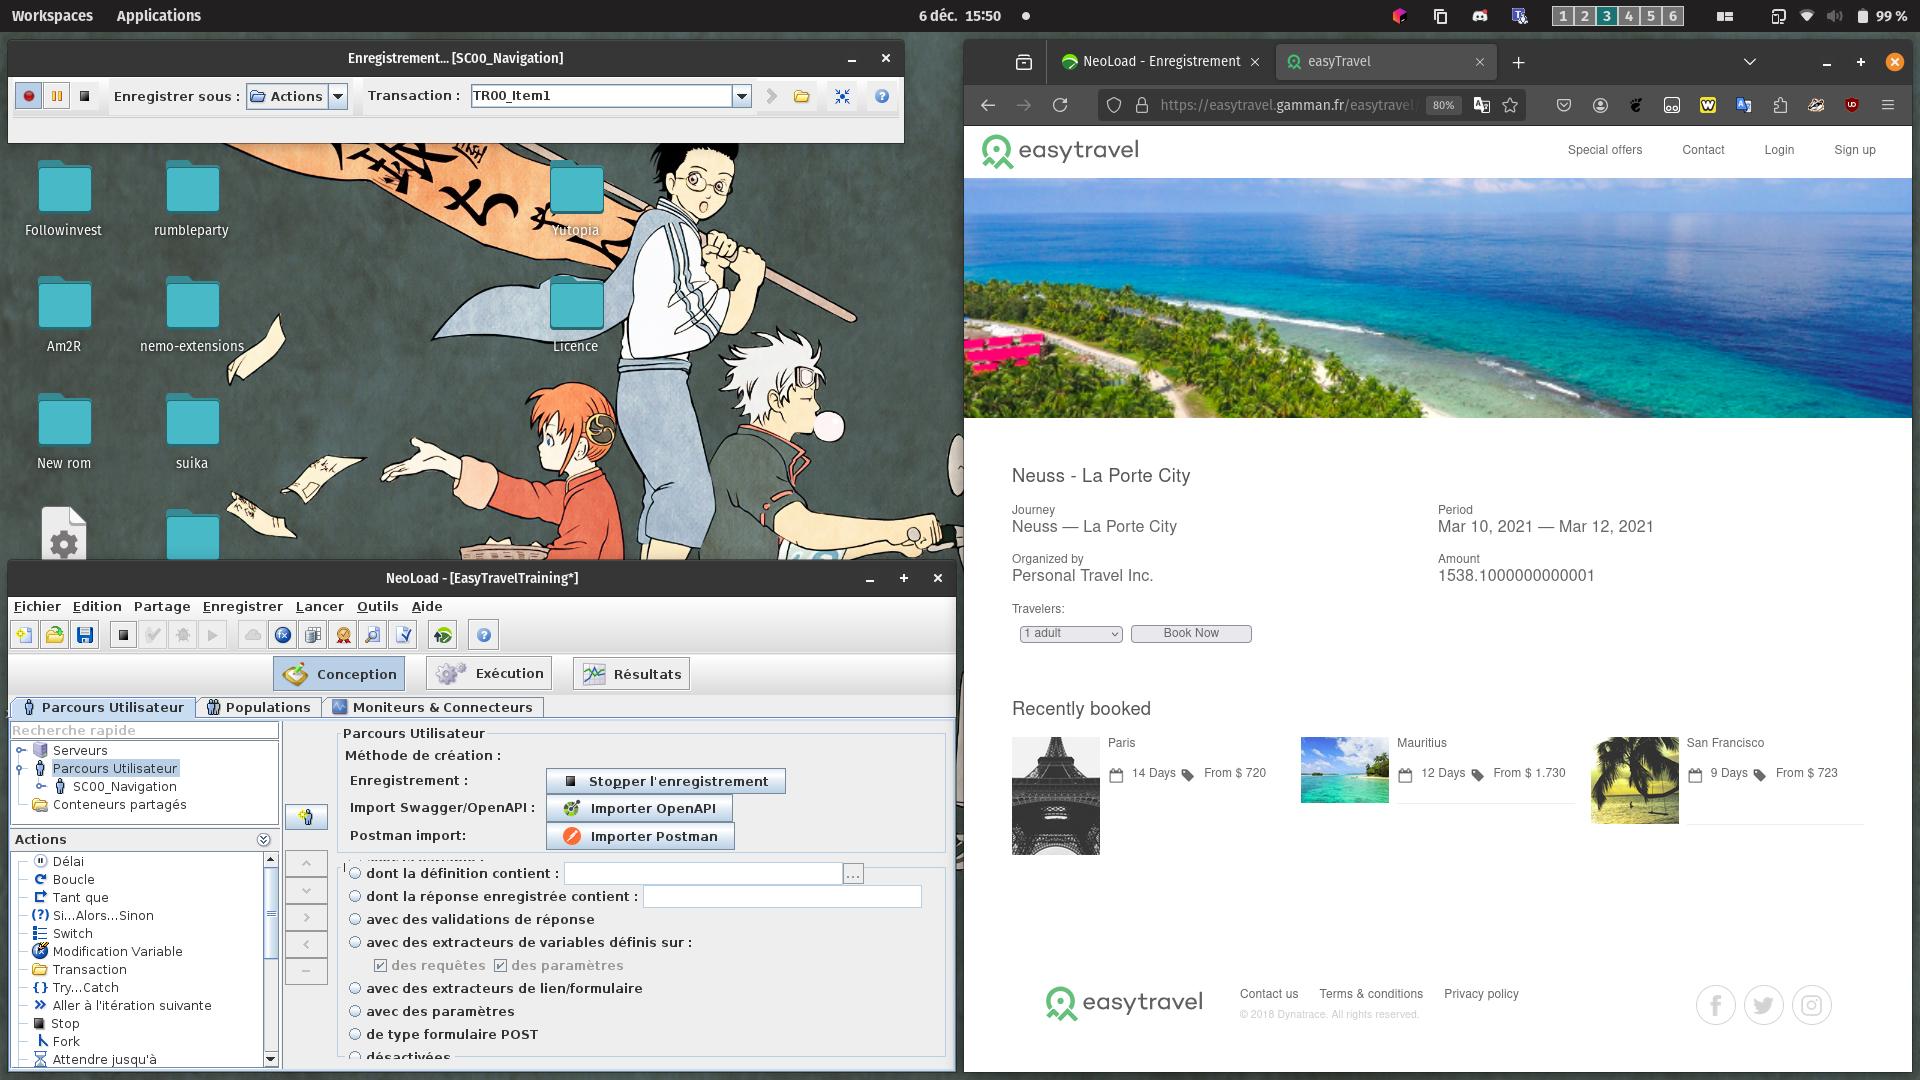 Workspaces Applications 6 déc. 15:50 1 2 3 4 5 6 99 %
Enregistrement... [SC00_Navigation]
Enregistrer sous : Actions Transaction : TR00_Item1
Followinvest rumbleparty Yutopia
Am2R nemo-extensions Licence
New rom suika
NeoLoad - [EasyTravelTraining*]
Fichier Edition Partage Enregistrer Lancer Outils Aide
Conception Exécution Résultats
Parcours Utilisateur Populations Moniteurs & Connecteurs
Recherche rapide
Serveurs
Parcours Utilisateur
SC00_Navigation
Conteneurs partagés
Actions
Délai
Boucle
Tant que
Si...Alors...Sinon
Switch
Modification Variable
Transaction
Try...Catch
Aller à l'itération suivante
Stop
Fork
Attendre jusqu'à
Parcours Utilisateur
Méthode de création :
Enregistrement : Stopper l'enregistrement
Import Swagger/OpenAPI : Importer OpenAPI
Postman import: Importer Postman
dont la définition contient : ...
dont la réponse enregistrée contient :
avec des validations de réponse
avec des extracteurs de variables définis sur :
des requêtes des paramètres
avec des extracteurs de lien/formulaire
avec des paramètres
de type formulaire POST
désactivées
NeoLoad - Enregistrement easyTravel
https://easytravel.gamman.fr/easytravel/ 80%
easytravel Special offers Contact Login Sign up
Neuss - La Porte City
Journey Period
Neuss — La Porte City Mar 10, 2021 — Mar 12, 2021
Organized by Amount
Personal Travel Inc. 1538.1000000000001
Travelers:
1 adult Book Now
Recently booked
Paris Mauritius San Francisco
14 Days From $ 720 12 Days From $ 1.730 9 Days From $ 723
easytravel Contact us Terms & conditions Privacy policy
© 2018 Dynatrace. All rights reserved.